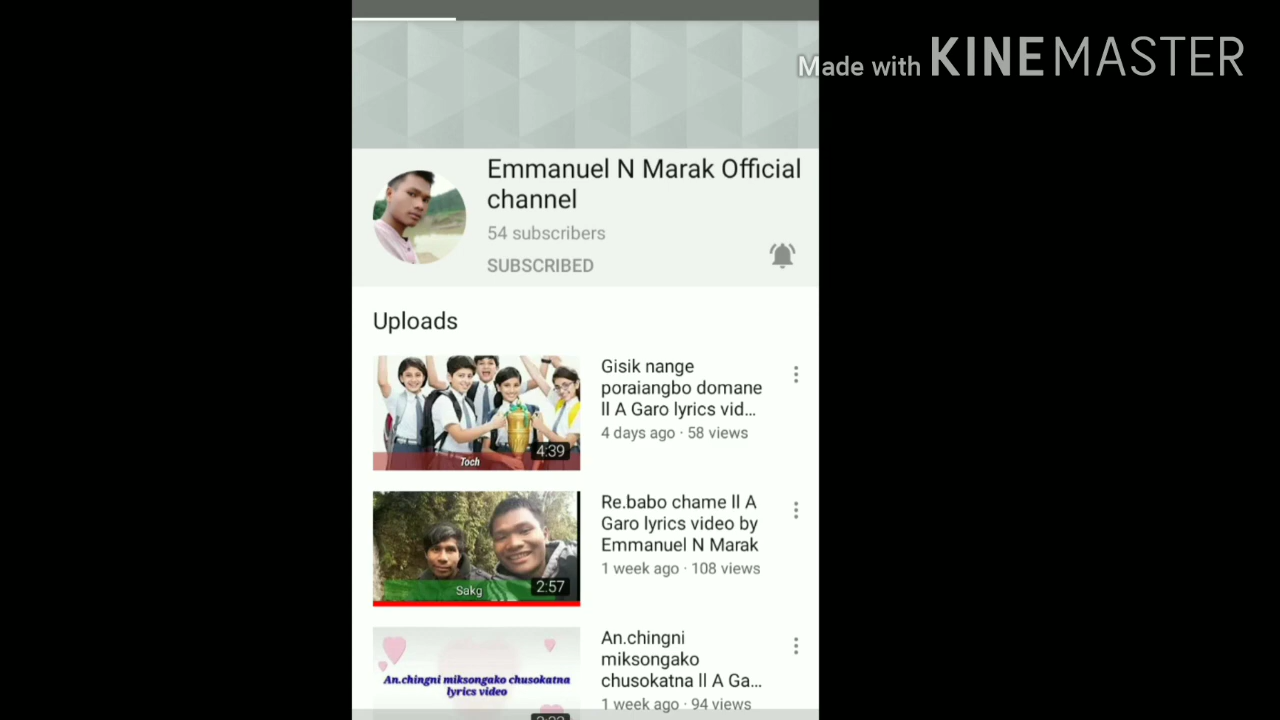 Made with KINEMASTER
Emmanuel N Marak Official
channel
54 subscribers
SUBSCRIBED
Uploads
Gisik nange
poraiangbo domane
ll A Garo lyrics vid...
4 days ago · 58 views
4:39
Toch
Re.babo chame ll A
Garo lyrics video by
Emmanuel N Marak
1 week ago · 108 views
2:57
Sakg
An.chingni
miksongako
chusokatna ll A Ga...
1 week ago · 94 views
An.chingni miksongako chusokatna
lyrics video